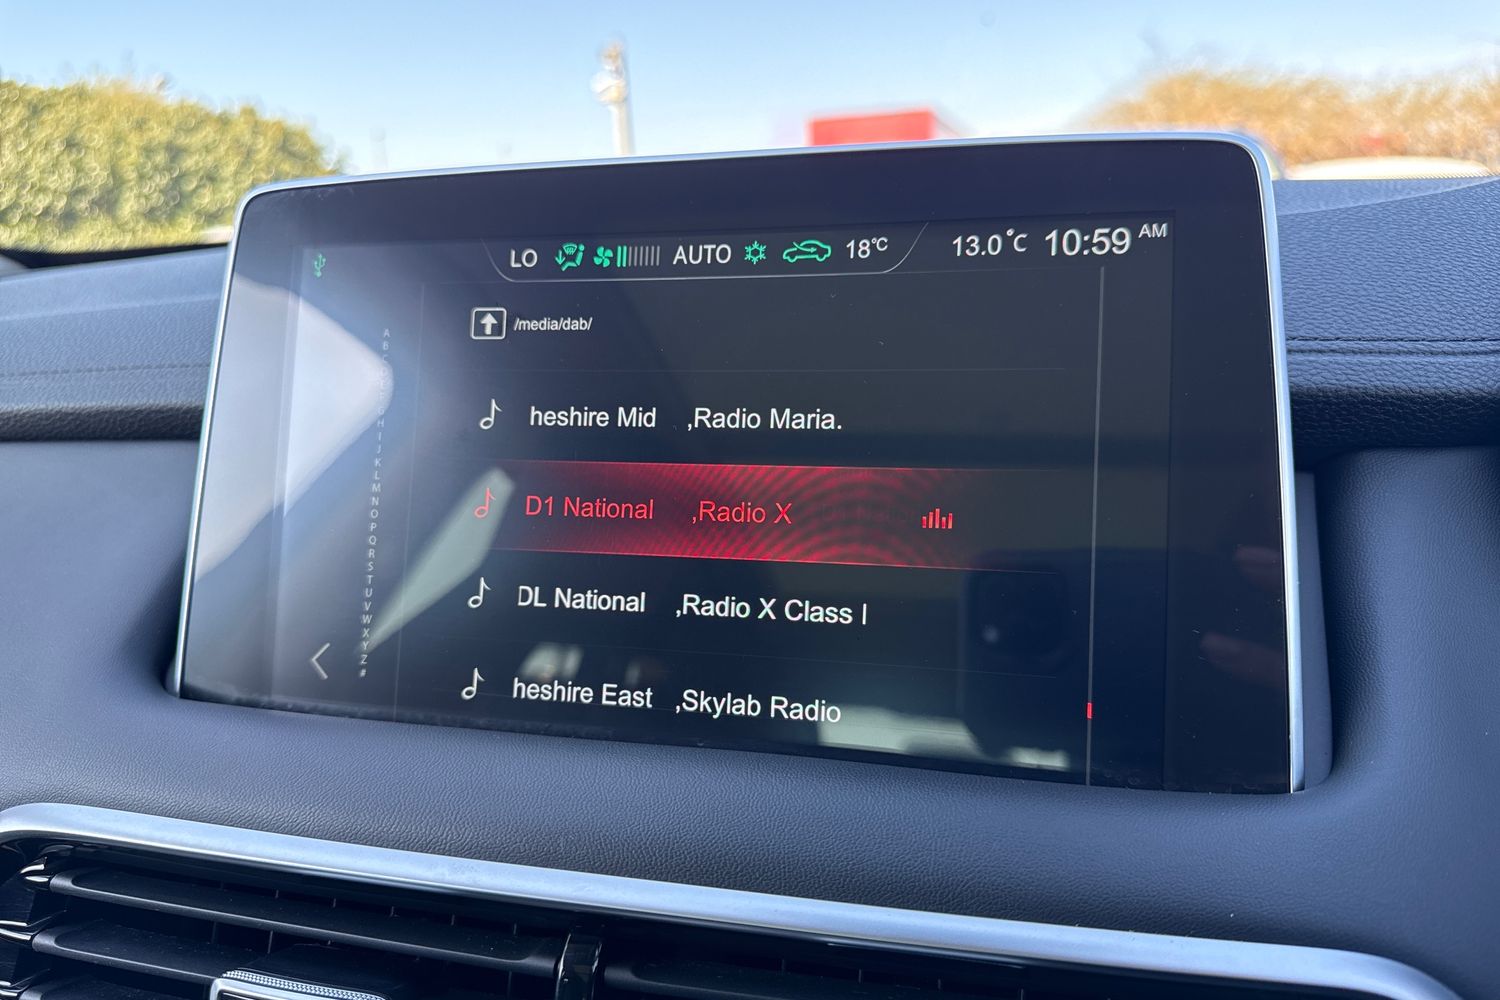 LO AUTO 18°C 13.0°C 10:59 AM
/media/dab/
heshire Mid ,Radio Maria.
D1 National ,Radio X
DL National ,Radio X Class |
heshire East ,Skylab Radio
A
B
C
H
I
J
K
L
M
N
O
P
Q
R
S
T
U
V
W
X
Y
Z
#